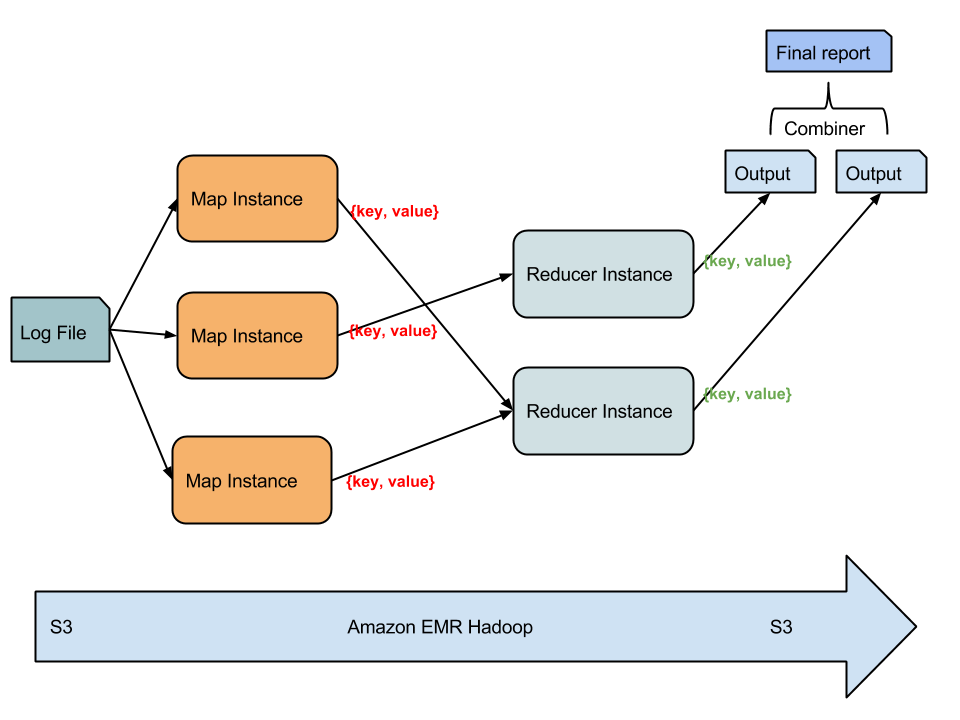 Final report
Combiner
Output
Output
Map Instance
{key, value}
{key, value}
Reducer Instance
Log File
Map Instance
{key, value}
{key, value}
Reducer Instance
Map Instance
{key, value}
S3
Amazon EMR Hadoop
S3